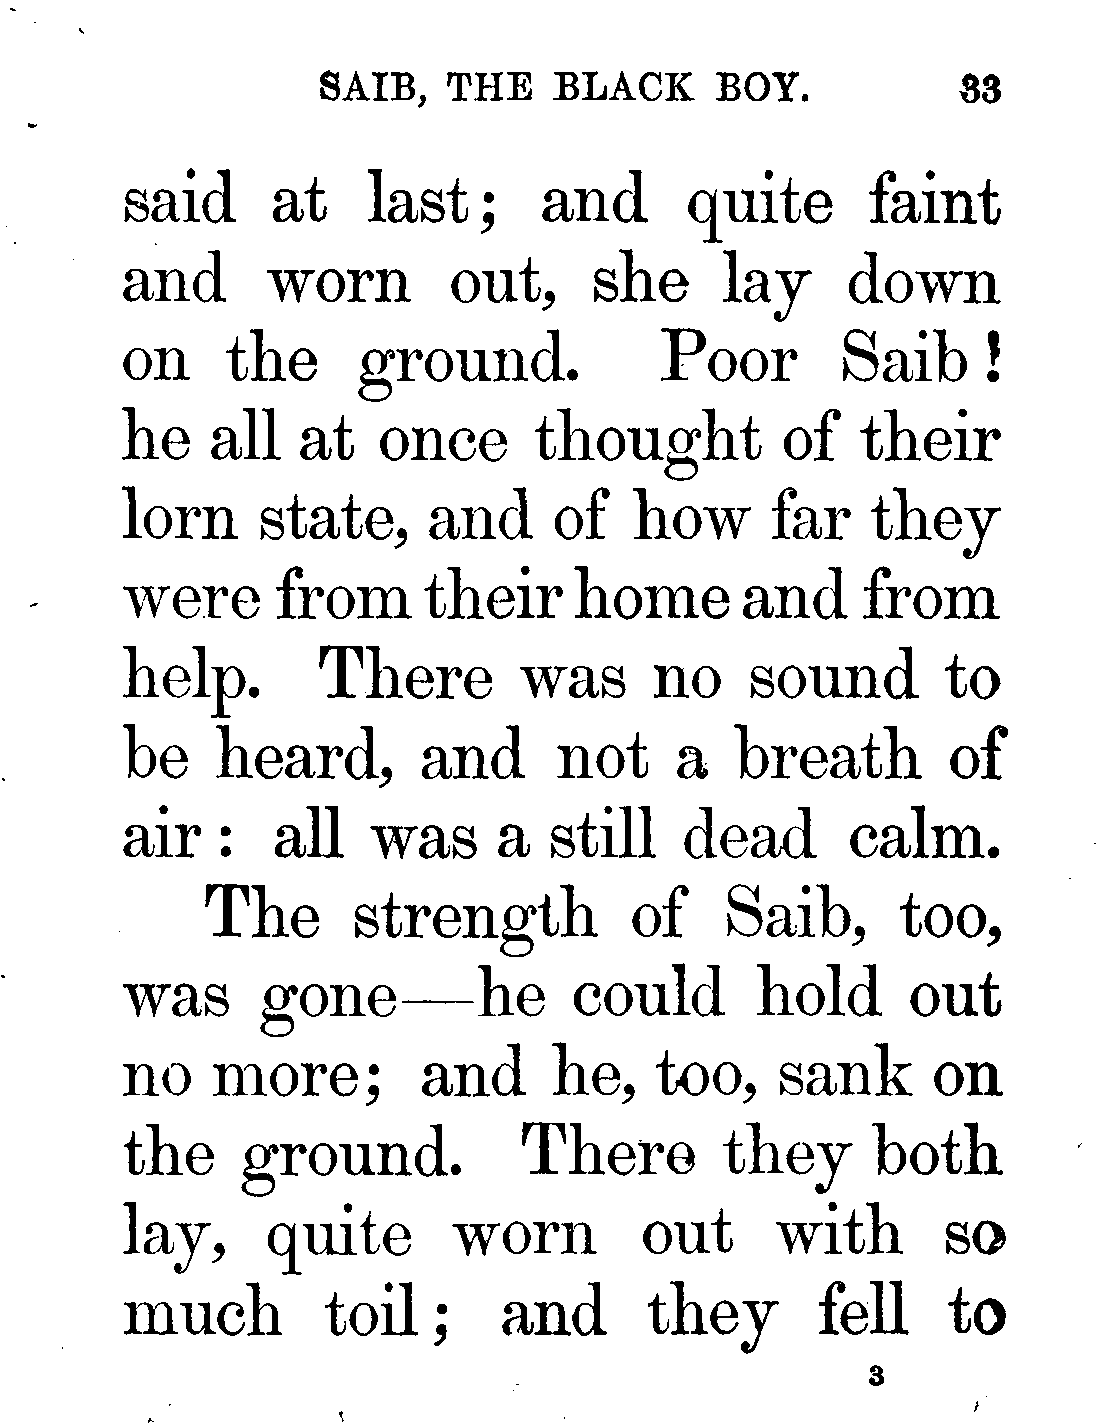 SAIB, THE BLACK BOY. 33
said at last; and quite faint
and worn out, she lay down
on the ground. Poor Saib!
he all at once thought of their
lorn state, and of how far they
were from their home and from
help. There was no sound to
be heard, and not a breath of
air: all was a still dead calm.
The strength of Saib, too,
was gone—he could hold out
no more; and he, too, sank on
the ground. There they both
lay, quite worn out with so
much toil; and they fell to
3